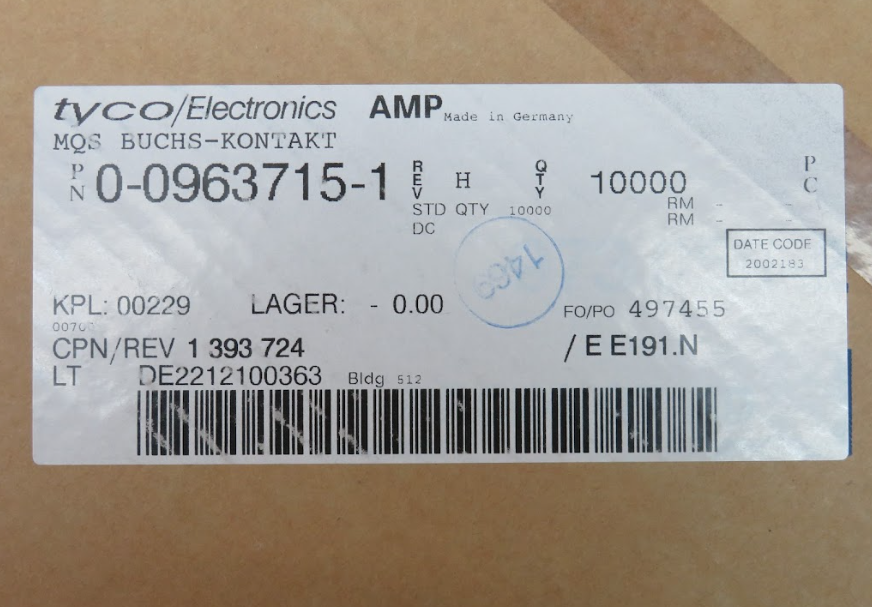 tyco/Electronics AMP Made in Germany
MQS BUCHS-KONTAKT
PN 0-0963715-1 REV H QTY 10000 PC
STD QTY 10000 RM -
DC RM -
DATE CODE
2002183
1469
KPL: 00229 LAGER: - 0.00 FO/PO 497455
CPN/REV 1 393 724 / E E191.N
LT DE2212100363 Bldg 512